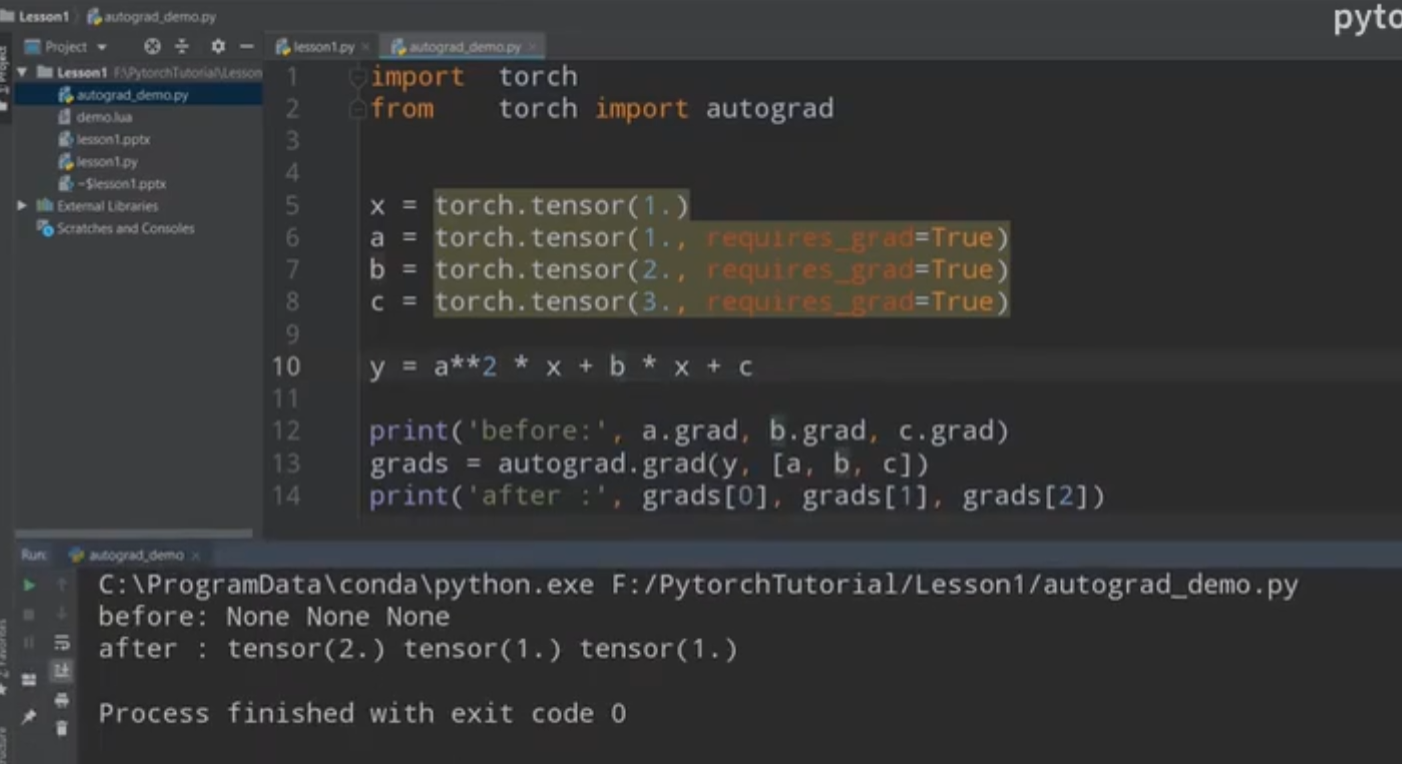 Lesson1 autograd_demo.py
pyto
Project
lesson1.py autograd_demo.py
Lesson1 F:\PytorchTutorial\Lesson
autograd_demo.py
demo.lua
lesson1.pptx
lesson1.py
~$lesson1.pptx
External Libraries
Scratches and Consoles
1 import torch
2 from torch import autograd
3
4
5 x = torch.tensor(1.)
6 a = torch.tensor(1., requires_grad=True)
7 b = torch.tensor(2., requires_grad=True)
8 c = torch.tensor(3., requires_grad=True)
9
10 y = a**2 * x + b * x + c
11
12 print('before:', a.grad, b.grad, c.grad)
13 grads = autograd.grad(y, [a, b, c])
14 print('after :', grads[0], grads[1], grads[2])
Run: autograd_demo
C:\ProgramData\conda\python.exe F:/PytorchTutorial/Lesson1/autograd_demo.py
before: None None None
after : tensor(2.) tensor(1.) tensor(1.)
Process finished with exit code 0